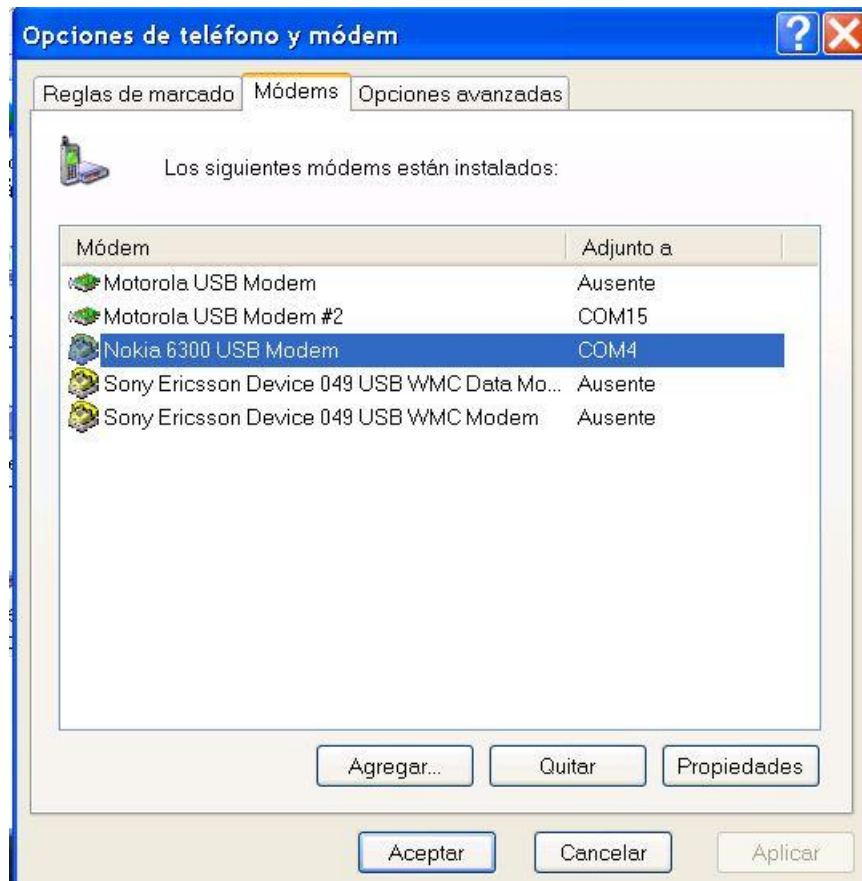 Opciones de teléfono y módem
Reglas de marcado Módems Opciones avanzadas
Los siguientes módems están instalados:
Módem Adjunto a
Motorola USB Modem Ausente
Motorola USB Modem #2 COM15
Nokia 6300 USB Modem COM4
Sony Ericsson Device 049 USB WMC Data Mo... Ausente
Sony Ericsson Device 049 USB WMC Modem Ausente
Agregar... Quitar Propiedades
Aceptar Cancelar Aplicar